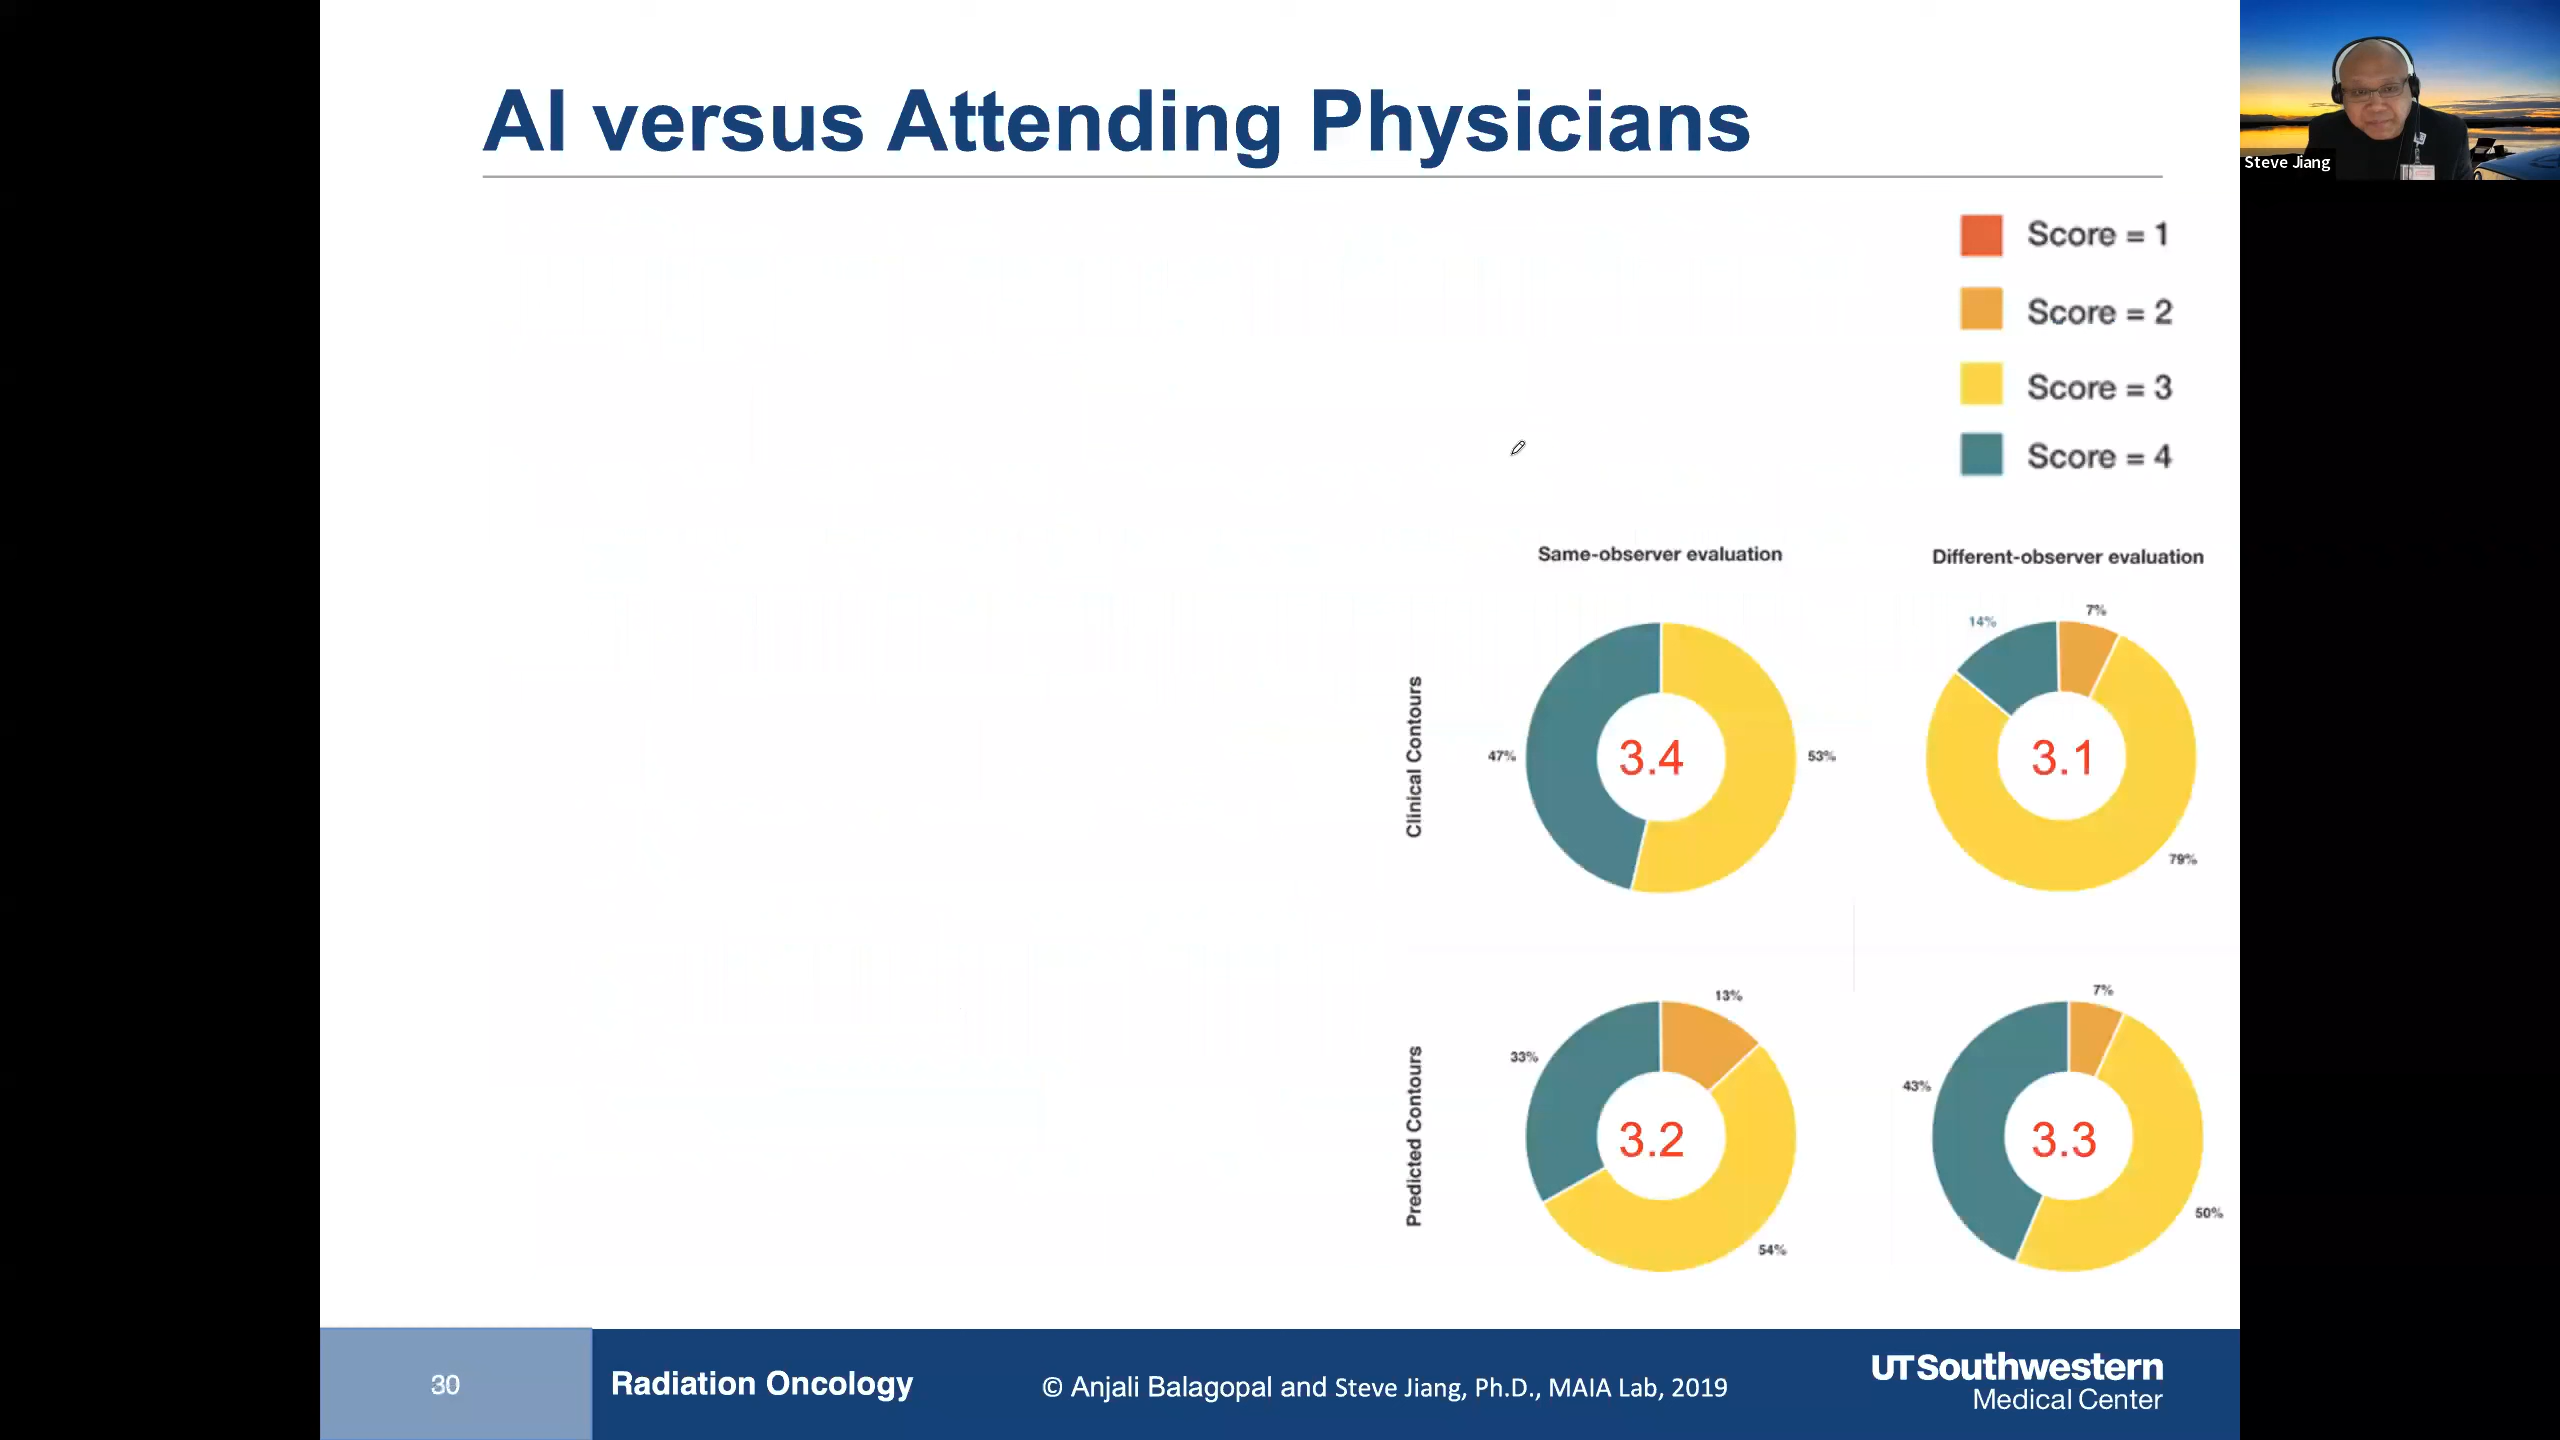 AI versus Attending Physicians
Steve Jiang
Score = 1
Score = 2
Score = 3
Score = 4
Same-observer evaluation
Different-observer evaluation
Clinical Contours
47%
3.4
53%
14%
7%
3.1
79%
Predicted Contours
33%
13%
3.2
54%
7%
43%
3.3
50%
30
Radiation Oncology
© Anjali Balagopal and Steve Jiang, Ph.D., MAIA Lab, 2019
UTSouthwestern
Medical Center